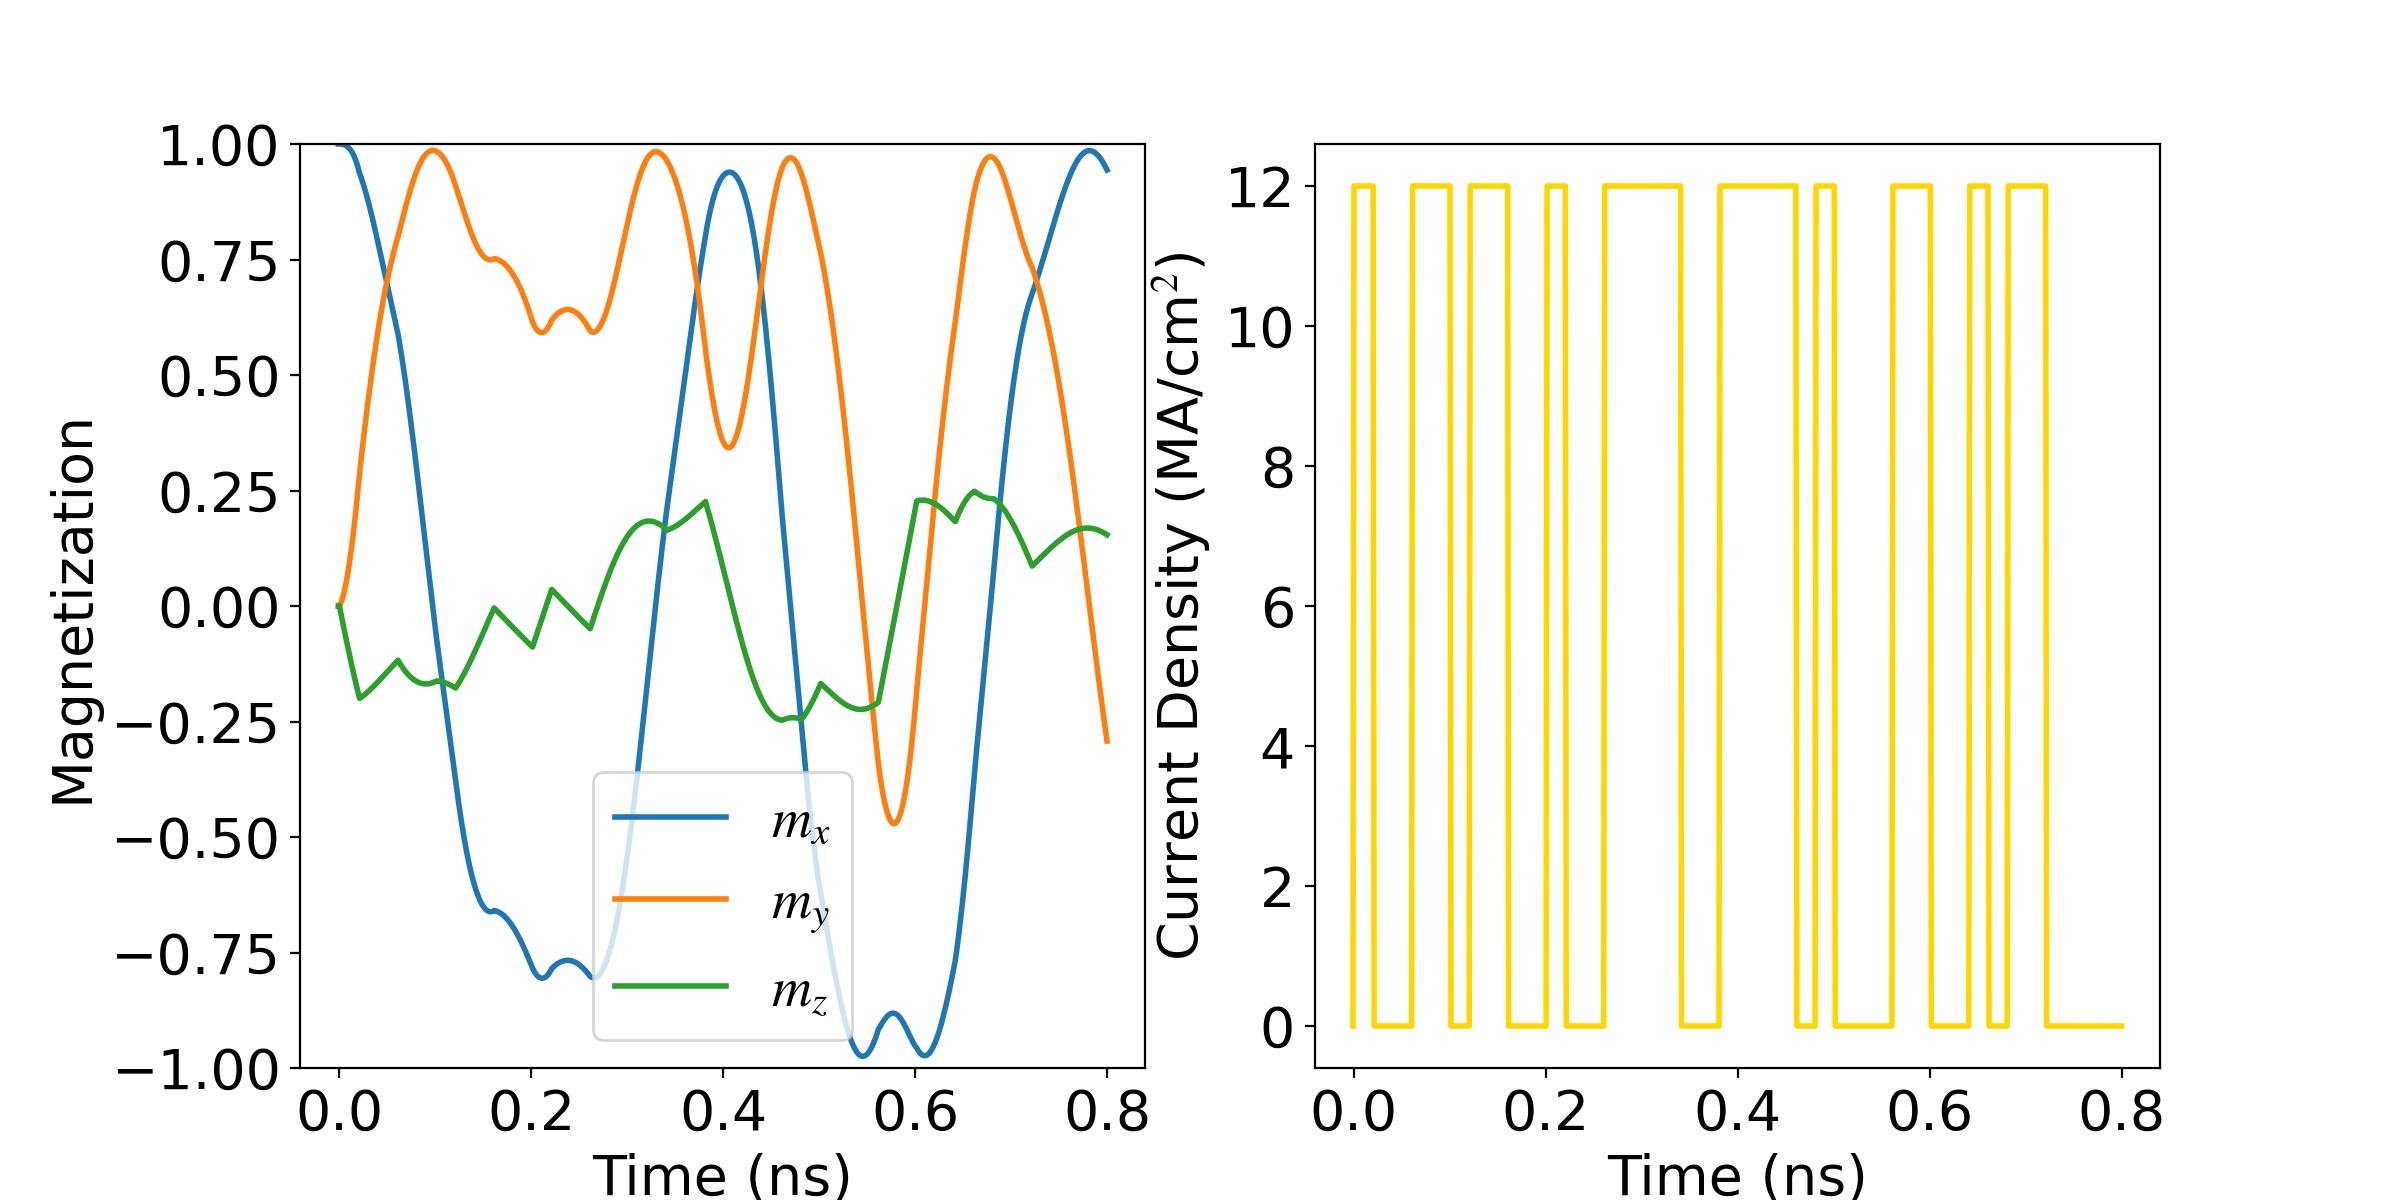 Magnetization
1.00
0.75
0.50
0.25
0.00
−0.25
−0.50
−0.75
−1.00
m_x
m_y
m_z
0.0 0.2 0.4 0.6 0.8
Time (ns)
Current Density (MA/cm²)
12
10
8
6
4
2
0
0.0 0.2 0.4 0.6 0.8
Time (ns)